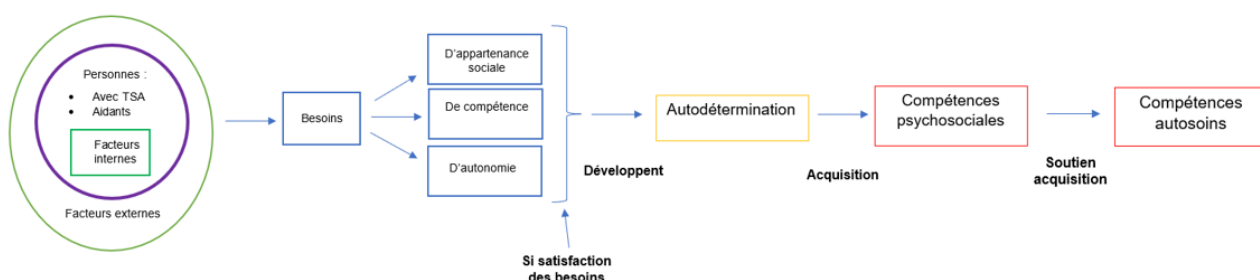 Personnes :
• Avec TSA
• Aidants
Facteurs
internes
Facteurs externes
Besoins
D'appartenance
sociale
De compétence
D'autonomie
Si satisfaction
des besoins
Développent
Autodétermination
Acquisition
Compétences
psychosociales
Soutien
acquisition
Compétences
autosoins